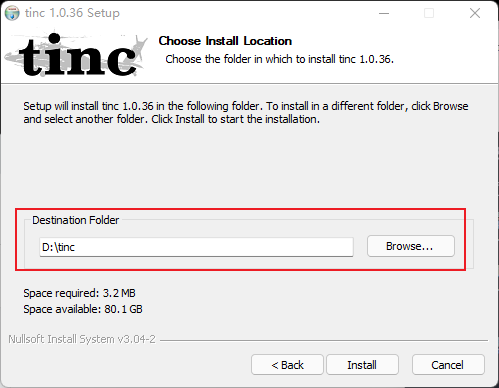 tinc 1.0.36 Setup
tinc
Choose Install Location
Choose the folder in which to install tinc 1.0.36.
Setup will install tinc 1.0.36 in the following folder. To install in a different folder, click Browse
and select another folder. Click Install to start the installation.
Destination Folder
D:\tinc
Browse...
Space required: 3.2 MB
Space available: 80.1 GB
Nullsoft Install System v3.04-2
< Back
Install
Cancel